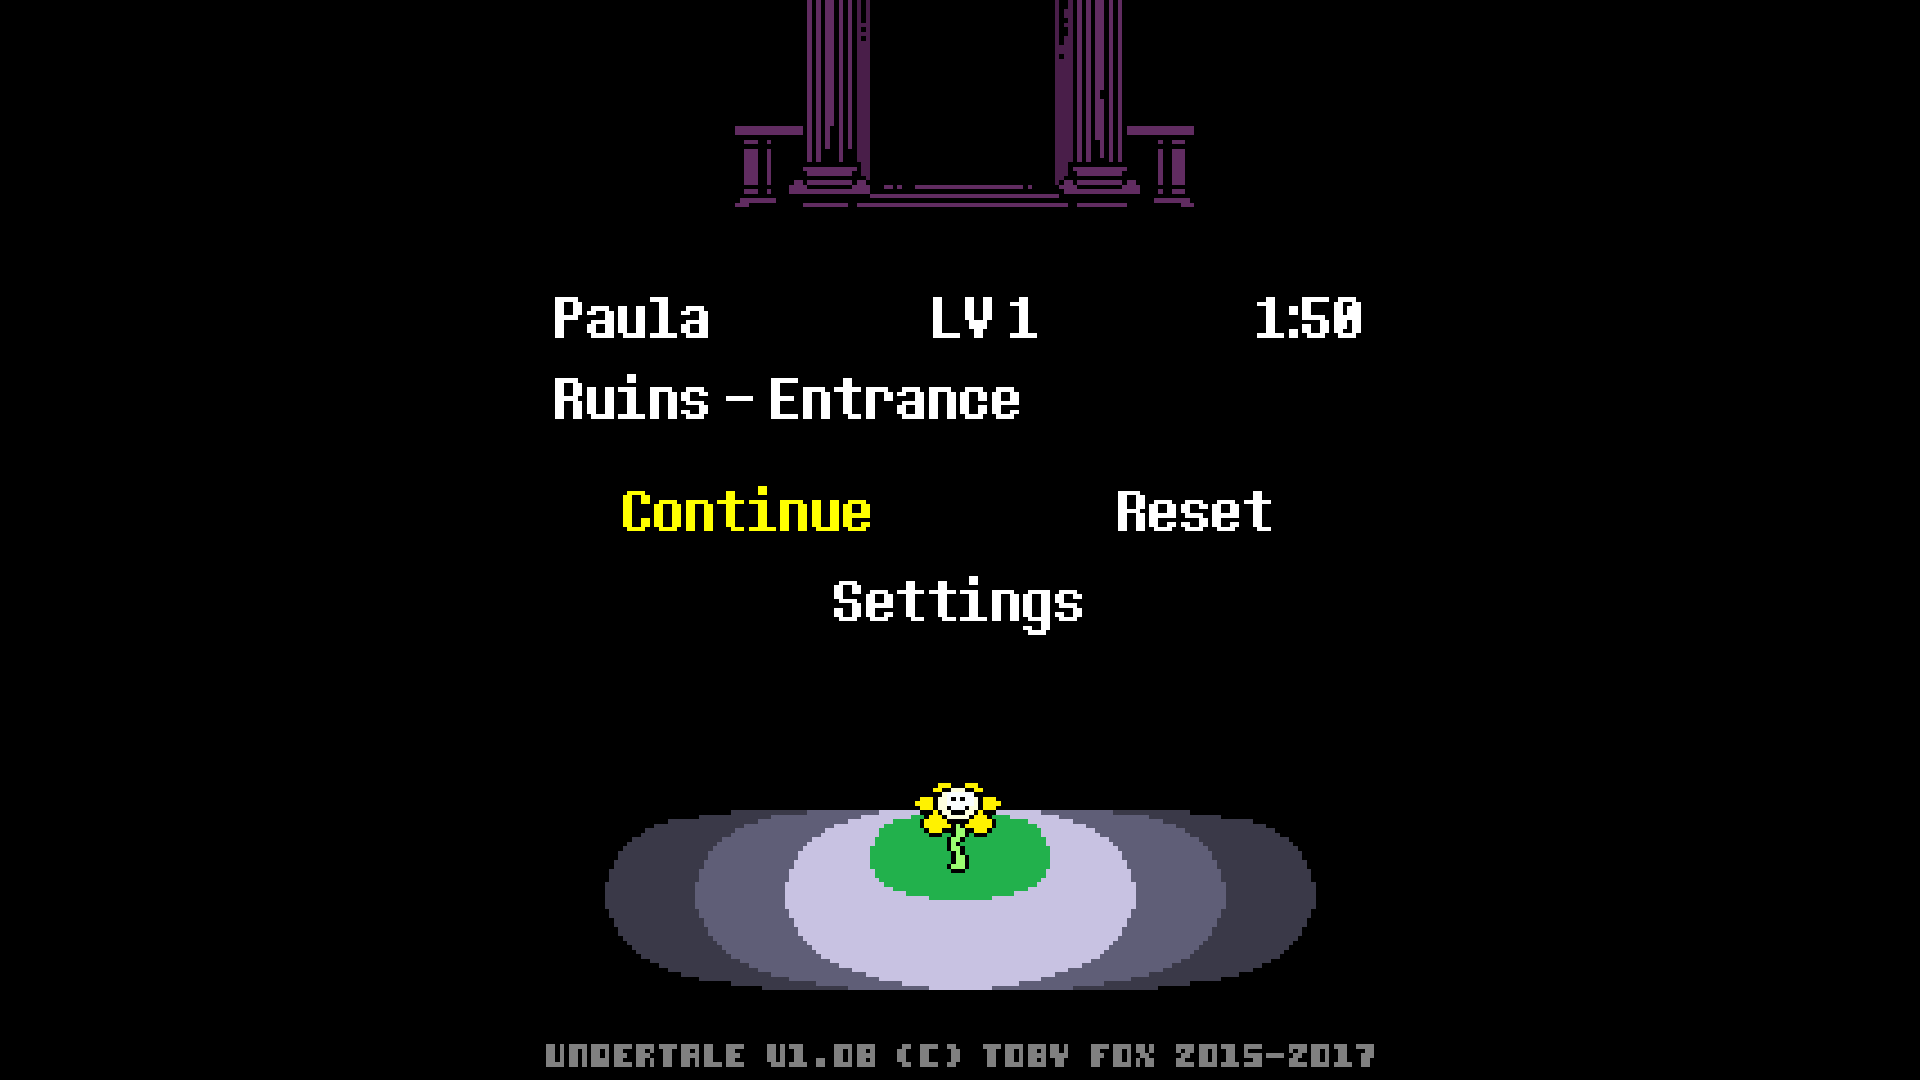 Paula LV 1 1:50
Ruins - Entrance
Continue Reset
Settings
UNDERTALE V1.08 (C) TOBY FOX 2015-2017